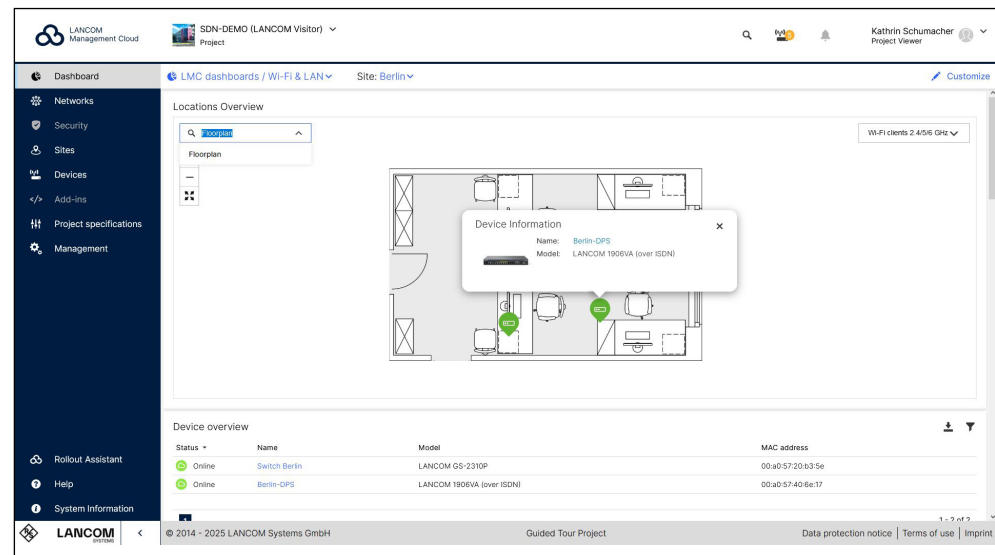 LANCOM
Management Cloud
SDN-DEMO (LANCOM Visitor)
Project
Kathrin Schumacher
Project Viewer
Dashboard
Networks
Security
Sites
Devices
Add-ins
Project specifications
Management
Rollout Assistant
Help
System Information
LMC dashboards / Wi-Fi & LAN
Site: Berlin
Customize
Locations Overview
Floorplan
Floorplan
Wi-Fi clients 2.4/5/6 GHz
Device Information
Name: Berlin-DPS
Model: LANCOM 1906VA (over ISDN)
Device overview
Status Name Model MAC address
Online Switch Berlin LANCOM GS-2310P 00:a0:57:20:b3:5e
Online Berlin-DPS LANCOM 1906VA (over ISDN) 00:a0:57:40:6e:17
1 - 2 of 2
LANCOM
SYSTEMS
© 2014 - 2025 LANCOM Systems GmbH
Guided Tour Project
Data protection notice | Terms of use | Imprint